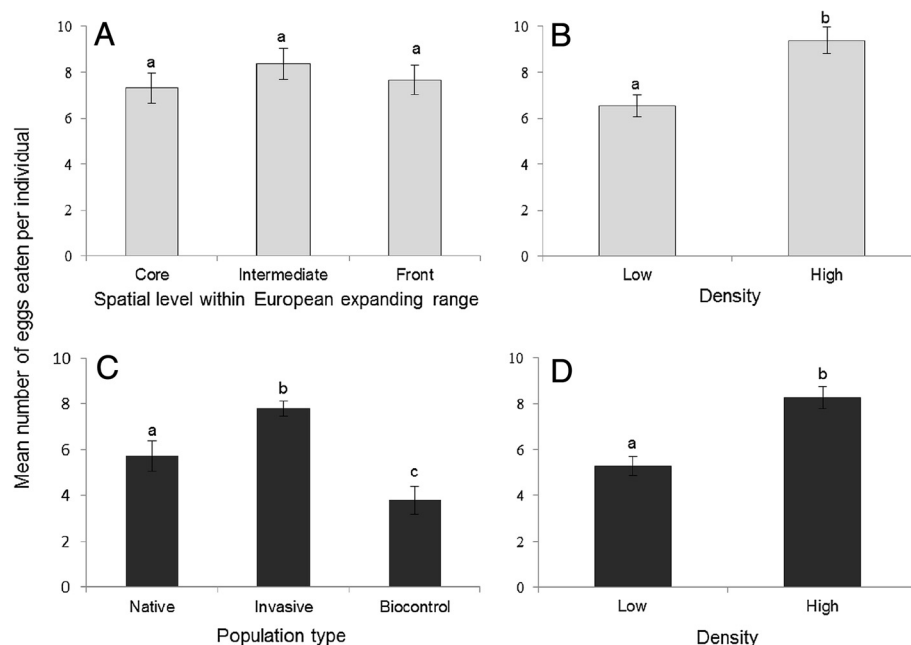 Mean number of eggs eaten per individual
A
10
8
6
4
2
0
a
a
a
Core Intermediate Front
Spatial level within European expanding range
B
10
8
6
4
2
0
a
b
Low High
Density
C
10
8
6
4
2
0
a
b
c
Native Invasive Biocontrol
Population type
D
10
8
6
4
2
0
a
b
Low High
Density